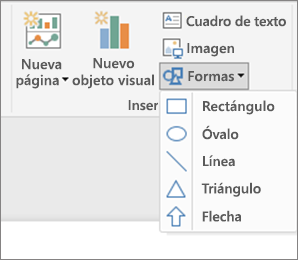 Nueva página
Nuevo objeto visual
Cuadro de texto
Imagen
Formas
Inser
Rectángulo
Óvalo
Línea
Triángulo
Flecha